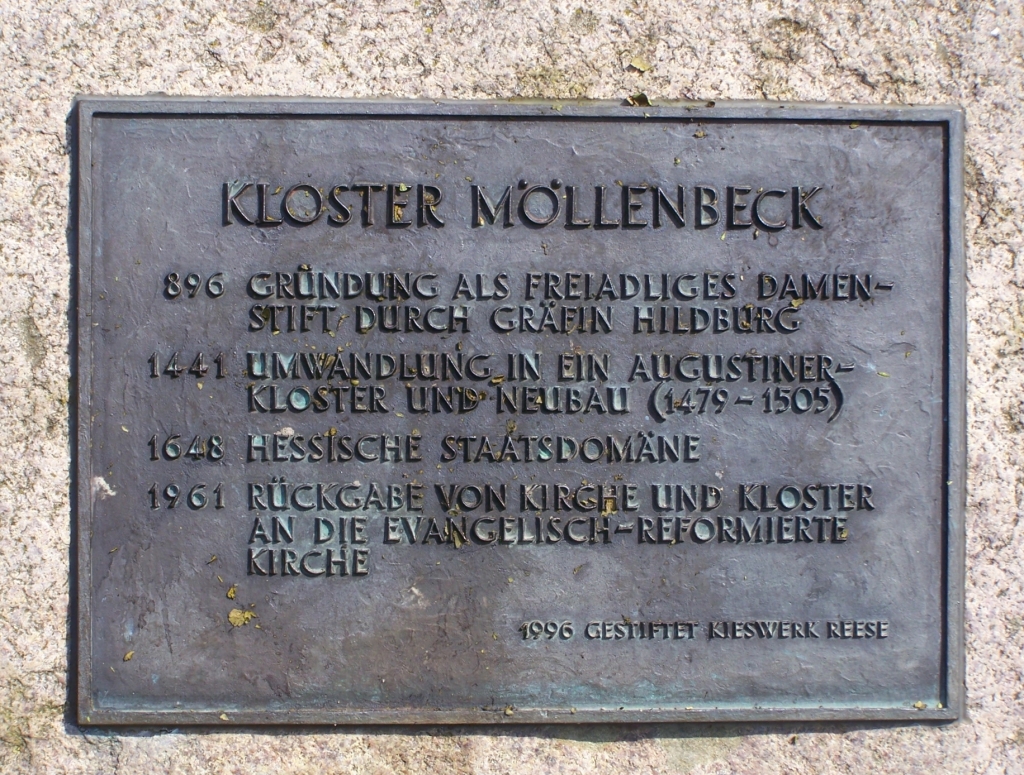 KLOSTER MÖLLENBECK
896 GRÜNDUNG ALS FREIADLIGES DAMEN-
STIFT DURCH GRÄFIN HILDBURG
1441 UMWANDLUNG IN EIN AUGUSTINER-
KLOSTER UND NEUBAU (1479-1505)
1648 HESSISCHE STAATSDOMÄNE
1961 RÜCKGABE VON KIRCHE UND KLOSTER
AN DIE EVANGELISCH-REFORMIERTE
KIRCHE
1996 GESTIFTET KIESWERK REESE